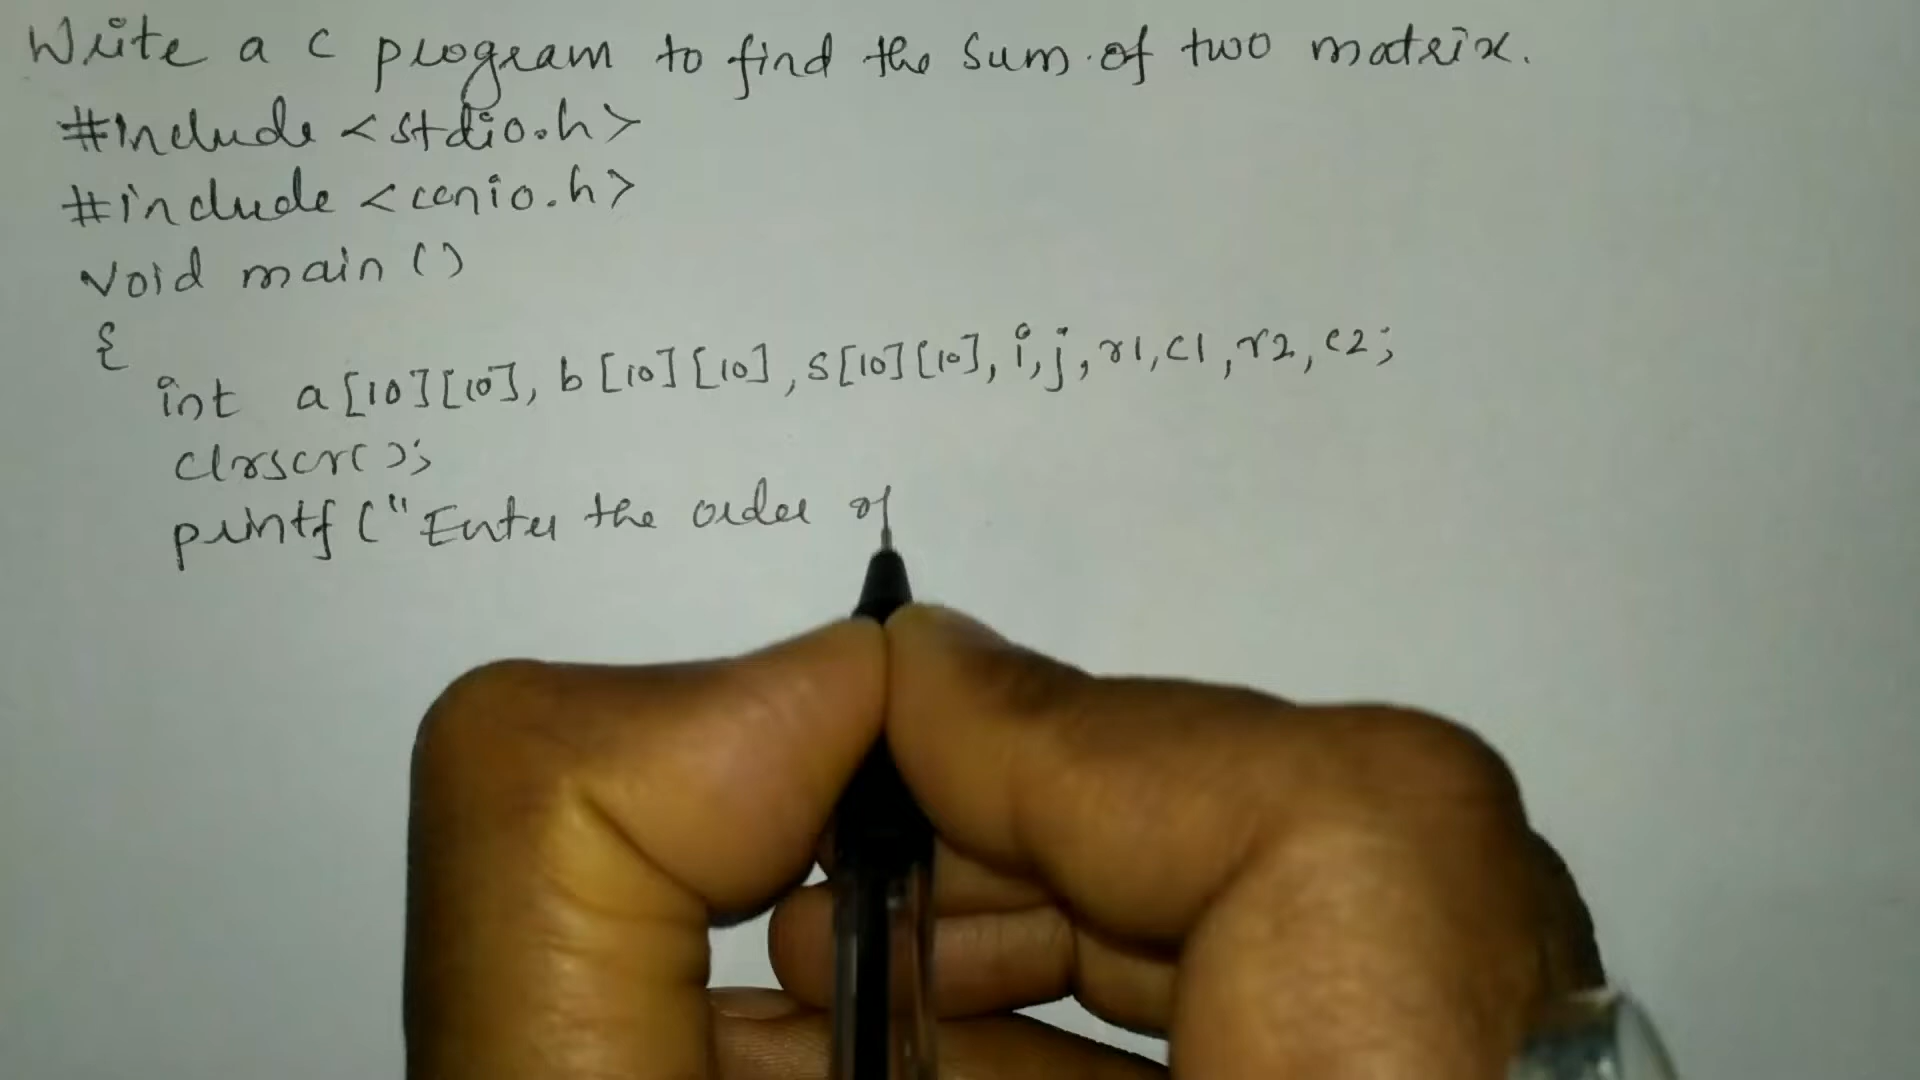 Write a c program to find the sum of two matrix.
#include <stdio.h>
#include <conio.h>
void main ()
{
int a[10][10], b[10][10], s[10][10], i, j, r1, c1, r2, c2;
clrscr();
printf ("Enter the order of